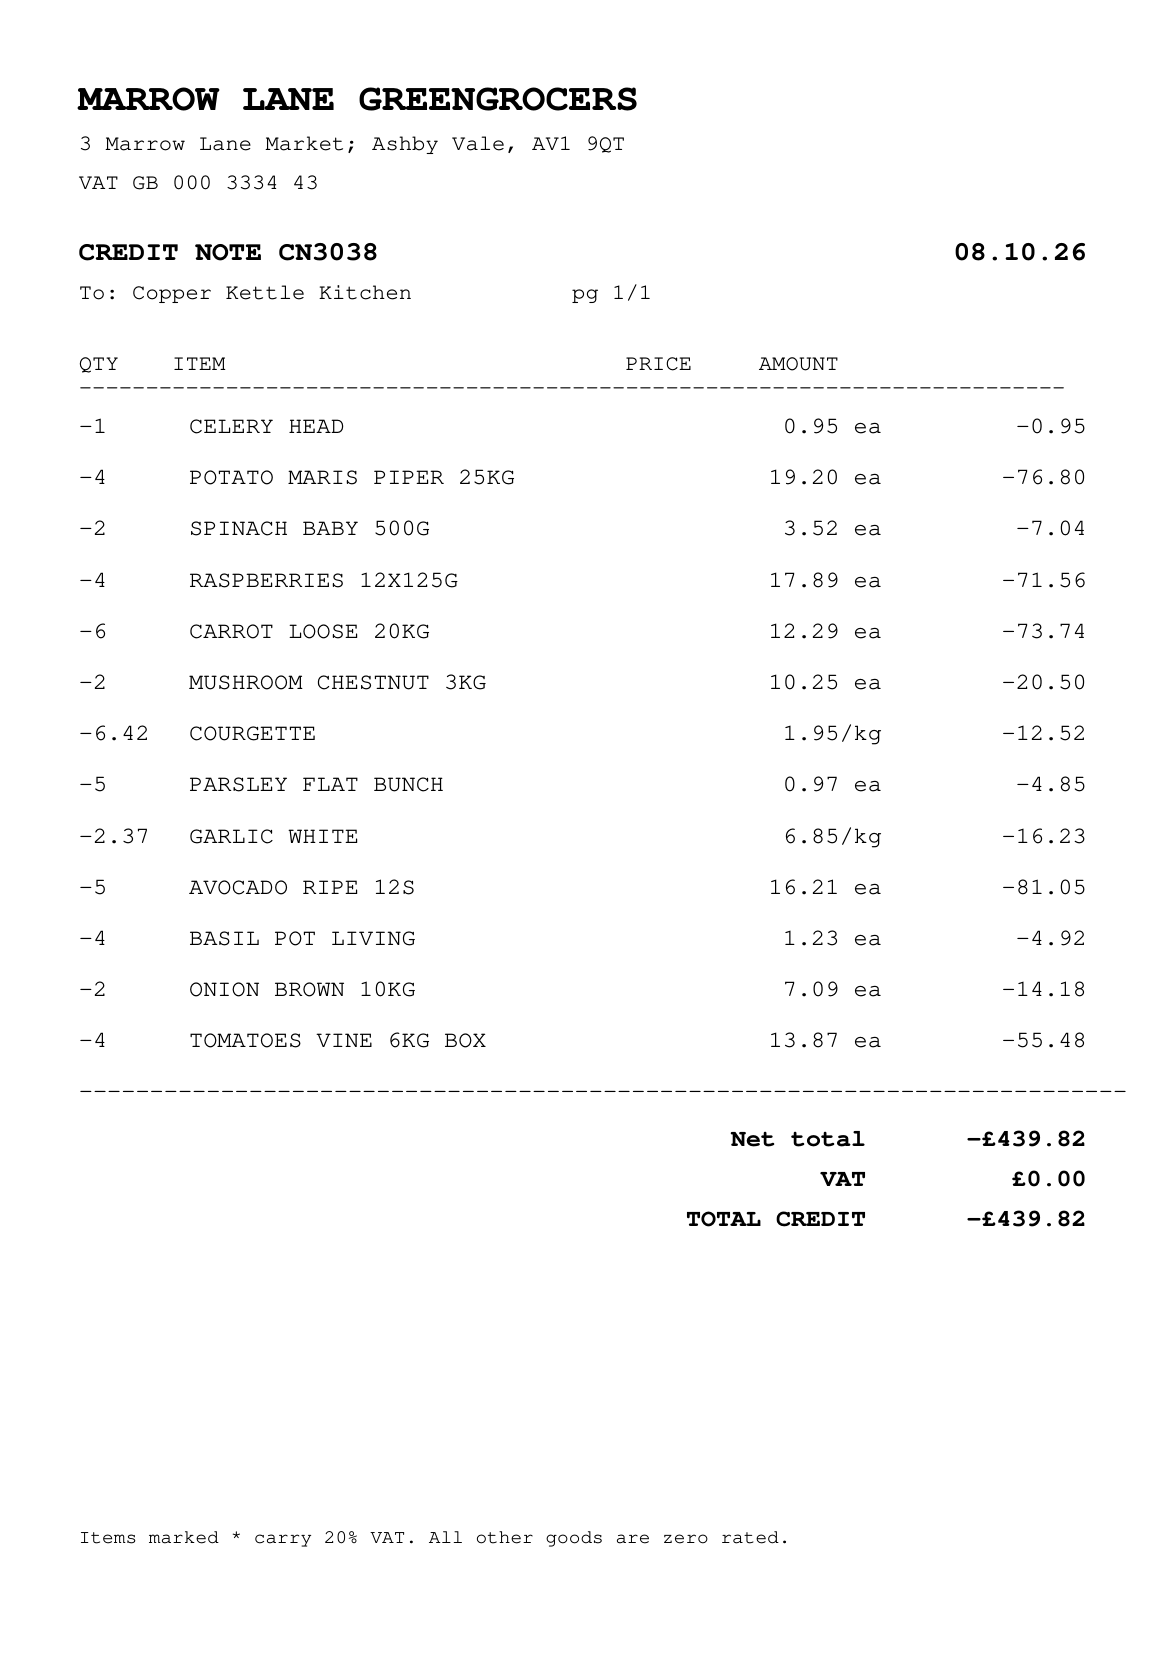 MARROW LANE GREENGROCERS
3 Marrow Lane Market; Ashby Vale, AV1 9QT
VAT GB 000 3334 43
CREDIT NOTE CN3038 08.10.26
To: Copper Kettle Kitchen pg 1/1
QTY ITEM PRICE AMOUNT
-1 CELERY HEAD 0.95 ea -0.95
-4 POTATO MARIS PIPER 25KG 19.20 ea -76.80
-2 SPINACH BABY 500G 3.52 ea -7.04
-4 RASPBERRIES 12X125G 17.89 ea -71.56
-6 CARROT LOOSE 20KG 12.29 ea -73.74
-2 MUSHROOM CHESTNUT 3KG 10.25 ea -20.50
-6.42 COURGETTE 1.95/kg -12.52
-5 PARSLEY FLAT BUNCH 0.97 ea -4.85
-2.37 GARLIC WHITE 6.85/kg -16.23
-5 AVOCADO RIPE 12S 16.21 ea -81.05
-4 BASIL POT LIVING 1.23 ea -4.92
-2 ONION BROWN 10KG 7.09 ea -14.18
-4 TOMATOES VINE 6KG BOX 13.87 ea -55.48
Net total -£439.82
VAT £0.00
TOTAL CREDIT -£439.82
Items marked * carry 20% VAT. All other goods are zero rated.